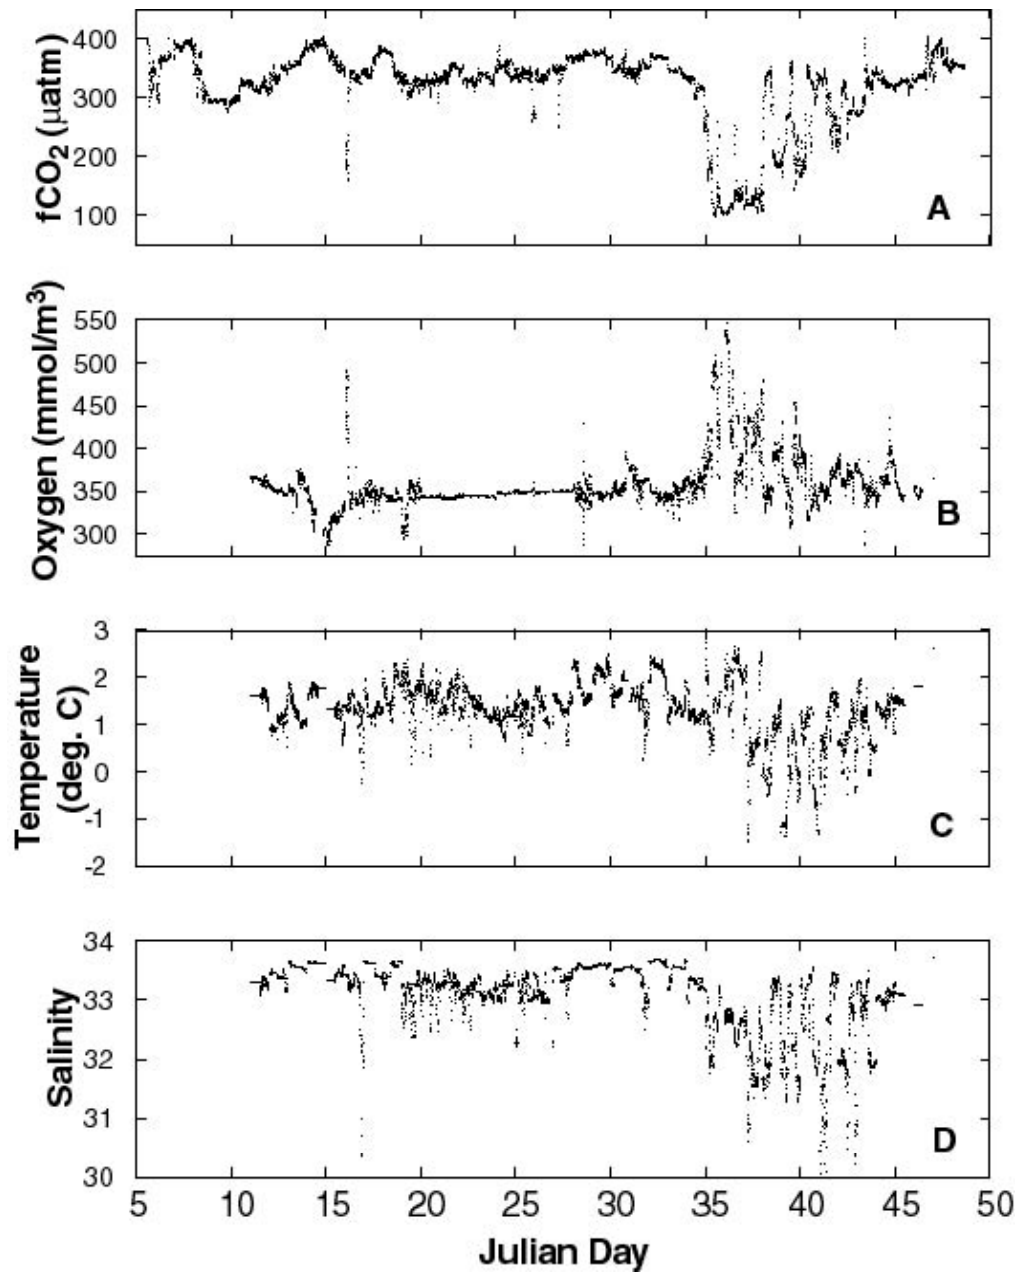 400
300
200
100
fCO2 (μatm)
A
550
500
450
400
350
300
Oxygen (mmol/m³)
B
3
2
1
0
-1
-2
Temperature
(deg. C)
C
34
33
32
31
30
Salinity
D
5 10 15 20 25 30 35 40 45 50
Julian Day